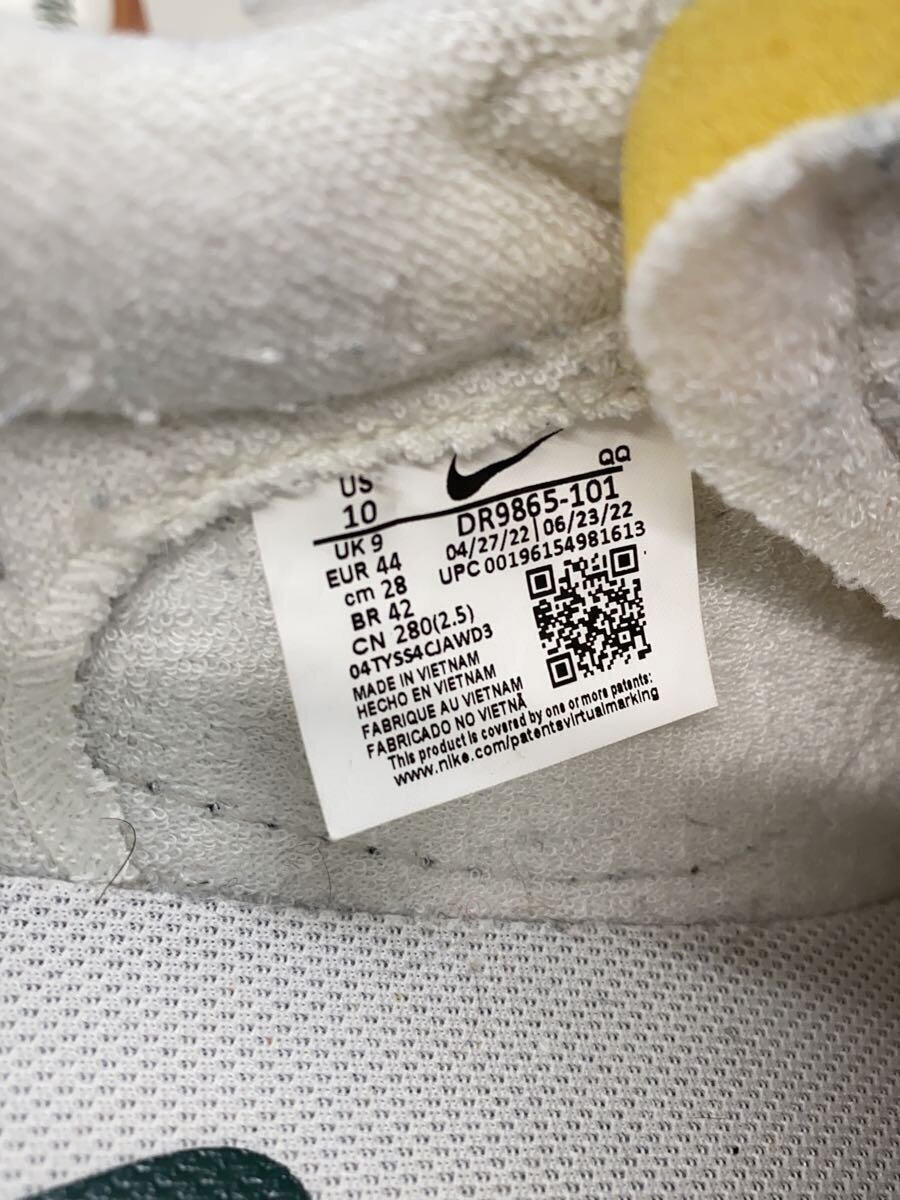 US
10
QQ
DR9865-101
UK 9
04/27/22 | 06/23/22
EUR 44
UPC 00196154981613
cm 28
BR 42
CN 280(2.5)
04TYSS4CJAWD3
MADE IN VIETNAM
HECHO EN VIETNAM
FABRIQUE AU VIETNAM
FABRICADO NO VIETNÃ
This product is covered by one or more patents:
www.nike.com/patentsvirtualmarking